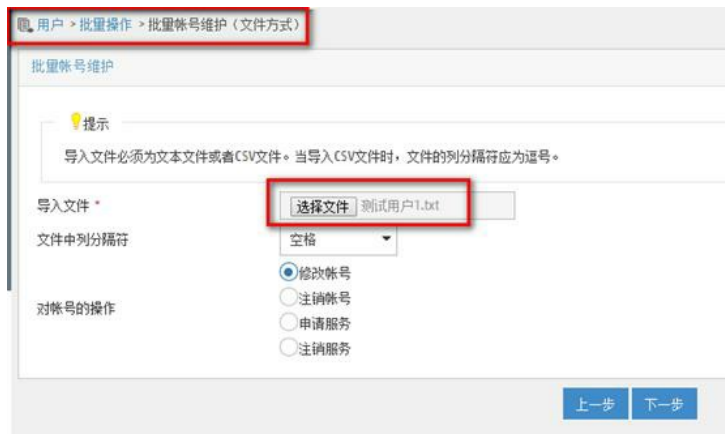 用户 > 批量操作 > 批量帐号维护（文件方式）
批量帐号维护
提示
导入文件必须为文本文件或者CSV文件。当导入CSV文件时，文件的列分隔符应为逗号。
导入文件 *
选择文件 测试用户1.txt
文件中列分隔符
空格
对帐号的操作
修改帐号
注销帐号
申请服务
注销服务
上一步 下一步